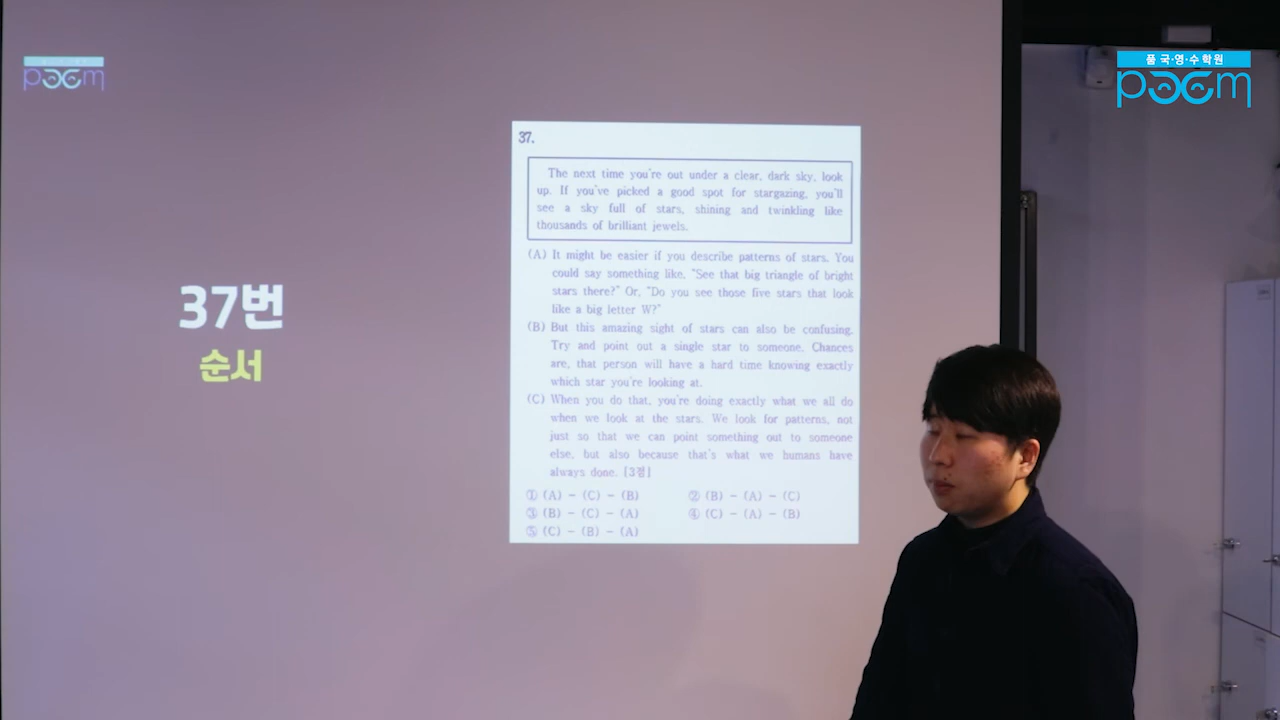 품 국·영·수 학원
poem
poem
37번
순서
37.
The next time you're out under a clear, dark sky, look
up. If you've picked a good spot for stargazing, you'll
see a sky full of stars, shining and twinkling like
thousands of brilliant jewels.
(A) It might be easier if you describe patterns of stars. You
could say something like, "See that big triangle of bright
stars there?" Or, "Do you see those five stars that look
like a big letter W?"
(B) But this amazing sight of stars can also be confusing.
Try and point out a single star to someone. Chances
are, that person will have a hard time knowing exactly
which star you're looking at.
(C) When you do that, you're doing exactly what we all do
when we look at the stars. We look for patterns, not
just so that we can point something out to someone
else, but also because that's what we humans have
always done. [3점]
① (A) - (C) - (B) ② (B) - (A) - (C)
③ (B) - (C) - (A) ④ (C) - (A) - (B)
⑤ (C) - (B) - (A)